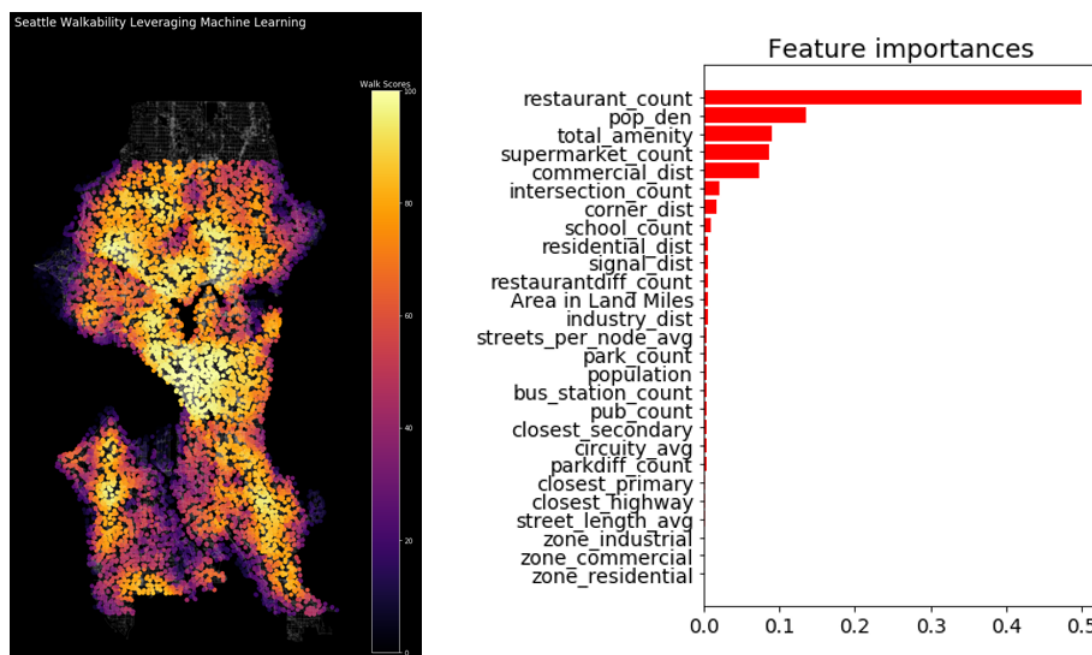 Seattle Walkability Leveraging Machine Learning
Walk Scores
100
80
60
40
20
0
Feature importances
restaurant_count
pop_den
total_amenity
supermarket_count
commercial_dist
intersection_count
corner_dist
school_count
residential_dist
signal_dist
restaurantdiff_count
Area in Land Miles
industry_dist
streets_per_node_avg
park_count
population
bus_station_count
pub_count
closest_secondary
circuity_avg
parkdiff_count
closest_primary
closest_highway
street_length_avg
zone_industrial
zone_commercial
zone_residential
0.0 0.1 0.2 0.3 0.4 0.5